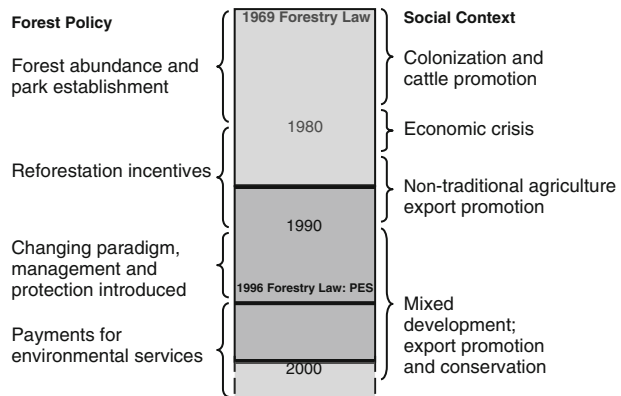 Forest Policy
Forest abundance and
park establishment
Reforestation incentives
Changing paradigm,
management and
protection introduced
Payments for
environmental services
1969 Forestry Law
1980
1990
1996 Forestry Law: PES
2000
Social Context
Colonization and
cattle promotion
Economic crisis
Non-traditional agriculture
export promotion
Mixed
development;
export promotion
and conservation